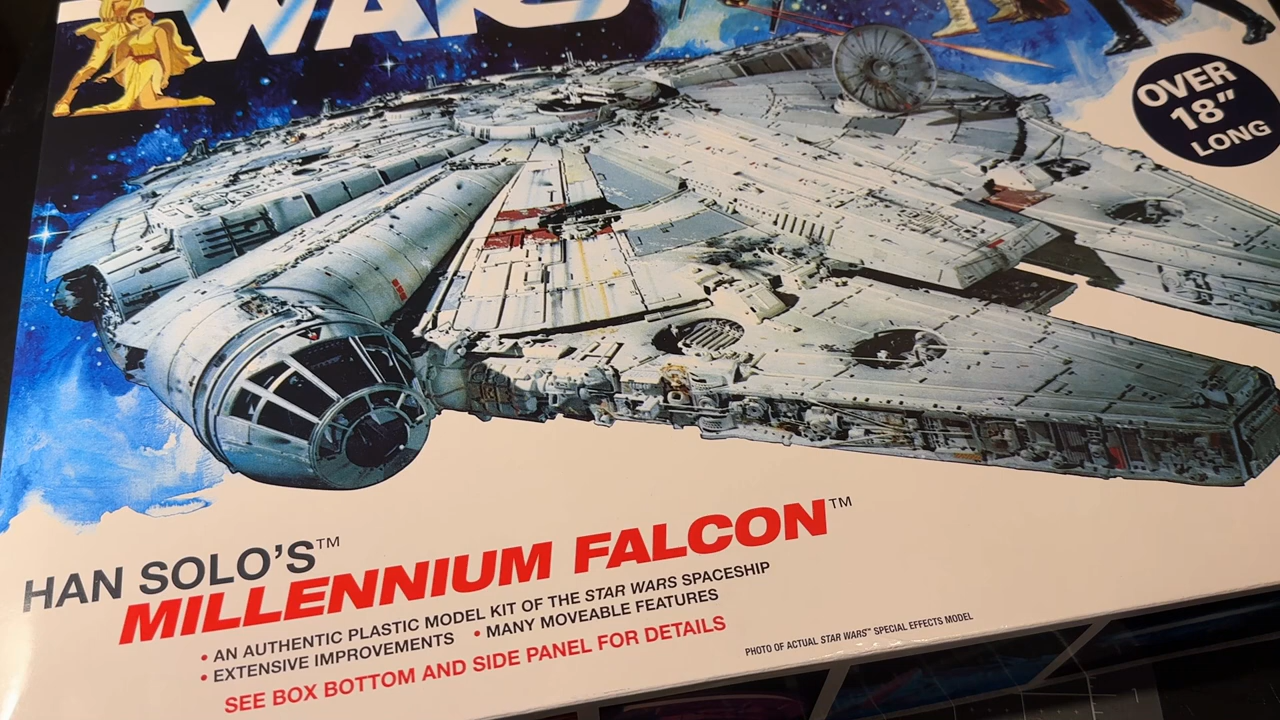 WARS
OVER
18"
LONG
HAN SOLO'S™
MILLENNIUM FALCON™
• AN AUTHENTIC PLASTIC MODEL KIT OF THE STAR WARS SPACESHIP
• EXTENSIVE IMPROVEMENTS • MANY MOVEABLE FEATURES
SEE BOX BOTTOM AND SIDE PANEL FOR DETAILS
PHOTO OF ACTUAL STAR WARS™ SPECIAL EFFECTS MODEL